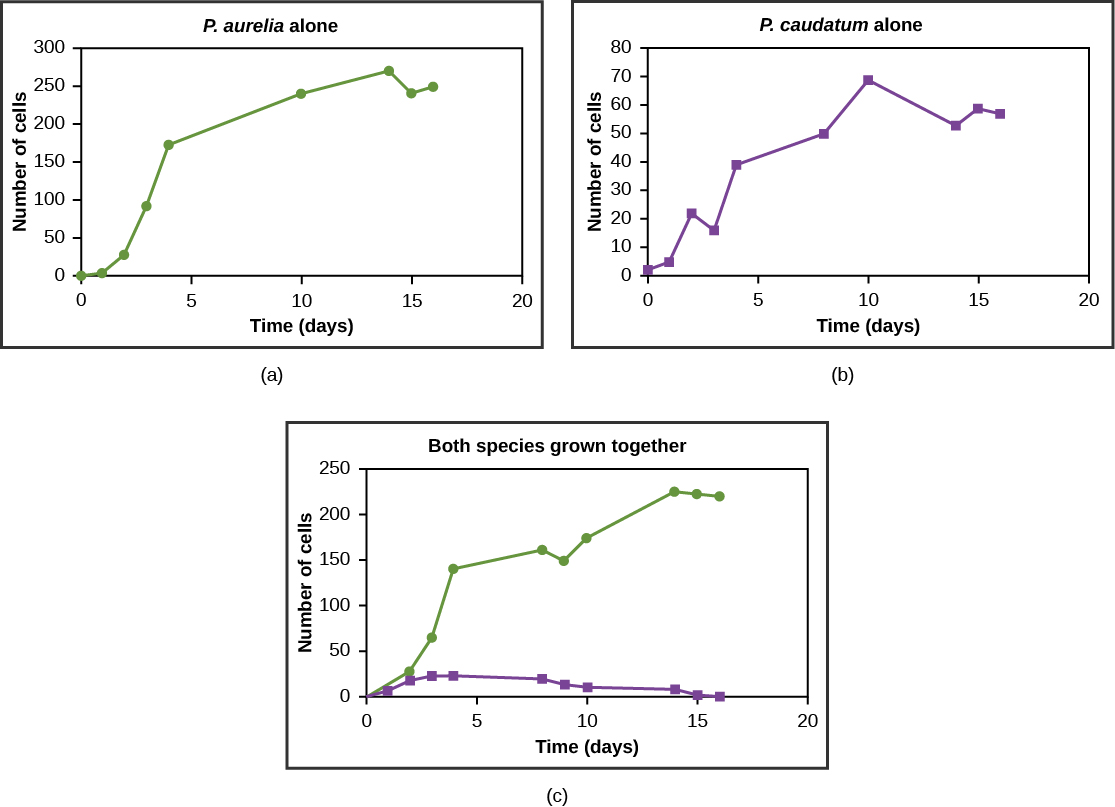 P. aurelia alone
300
250
200
150
100
50
0
Number of cells
0 5 10 15 20
Time (days)
(a)
P. caudatum alone
80
70
60
50
40
30
20
10
0
Number of cells
0 5 10 15 20
Time (days)
(b)
Both species grown together
250
200
150
100
50
0
Number of cells
0 5 10 15 20
Time (days)
(c)